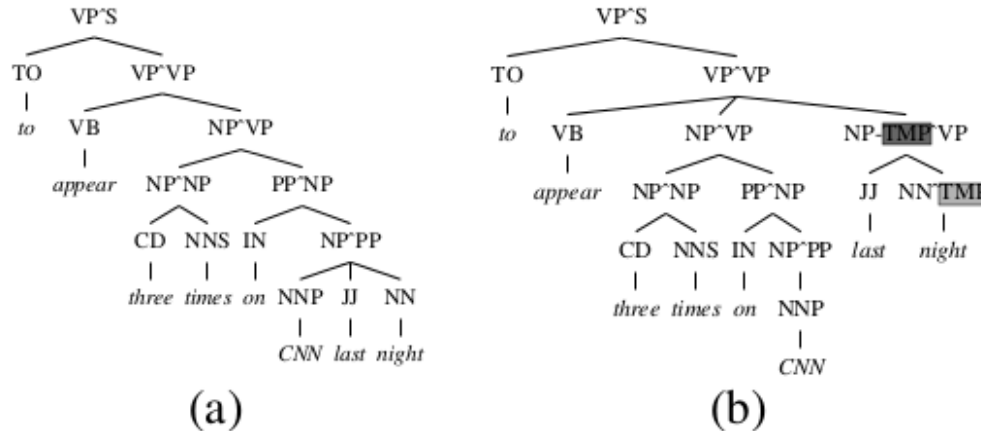 VP^S VP^S
TO VP^VP TO VP^VP
to VB NP^VP to VB NP^VP NP-TMP^VP
appear NP^NP PP^NP appear NP^NP PP^NP JJ NN^TMP
CD NNS IN NP^PP CD NNS IN NP^PP last night
three times on NNP JJ NN three times on NNP
CNN last night CNN
(a) (b)